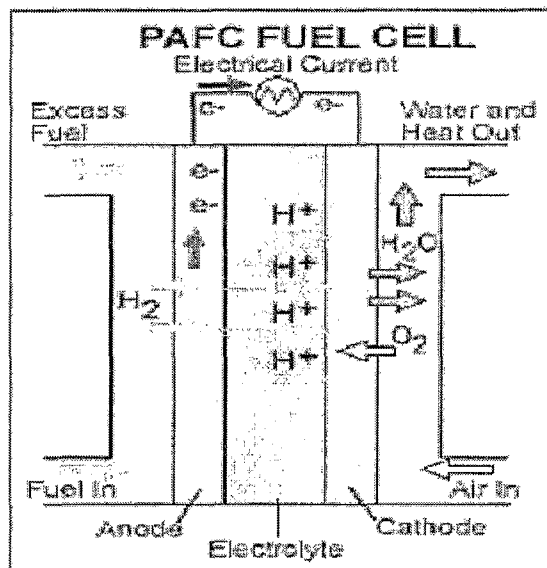 PAFC FUEL CELL
Electrical Current
e-
e-
Excess
Fuel
Water and
Heat Out
e-
e-
H+
H+
H+
H+
H2
H2O
O2
Fuel In
Air In
Anode
Cathode
Electrolyte